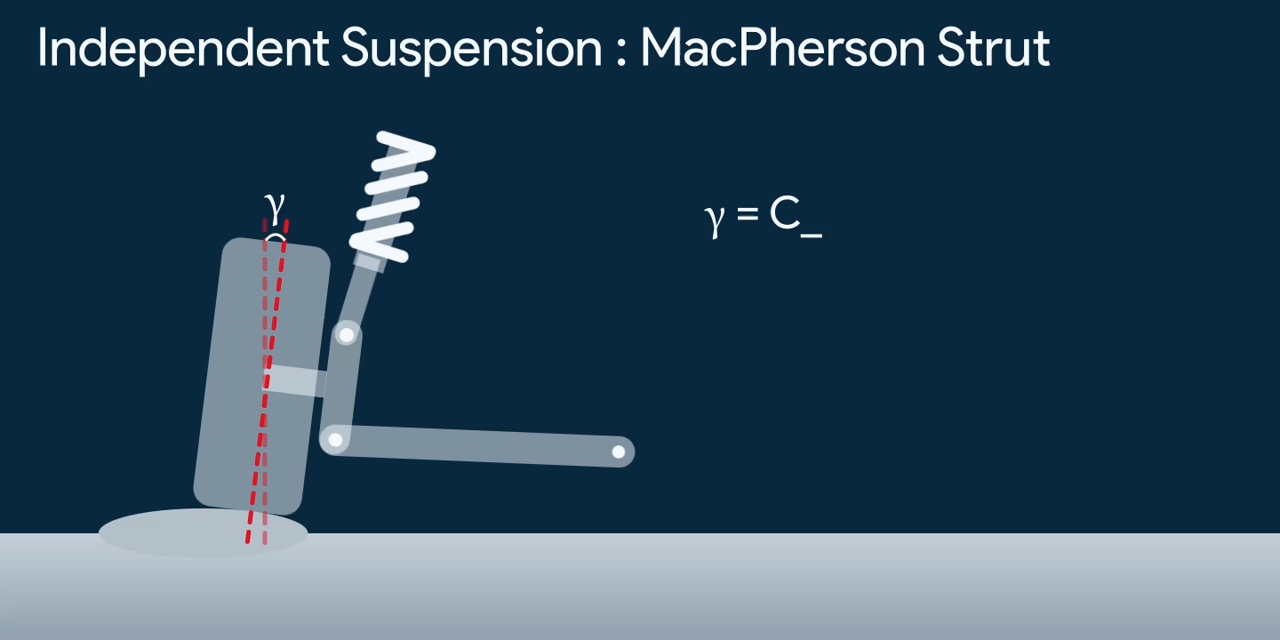 Independent Suspension : MacPherson Strut
γ
γ = C_